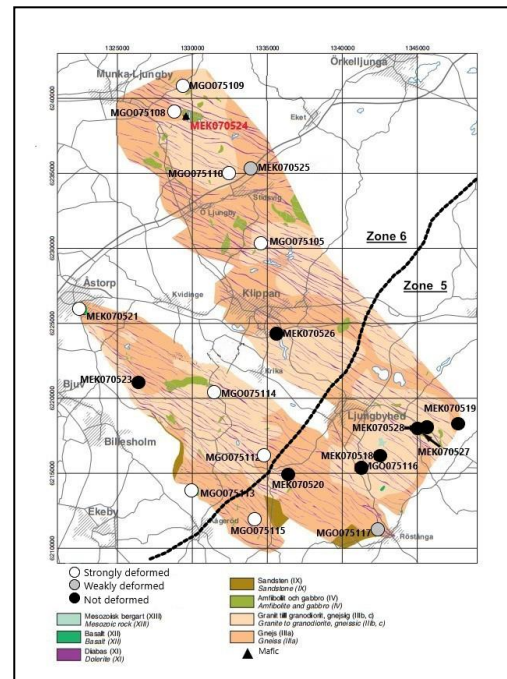 1325000 1330000 1335000 1340000 1345000
Munka-Ljungby
Örkelljunga
MGO075109
6240000
MGO075108
Eket
MEK070524
MGO075110
MEK070525
6235000
Stidsvig
Ö Ljungby
MGO075105
Zone 6
6230000
Zone 5
Klippan
Åstorp
Kvidinge
MEK070521
6225000
MEK070526
Krika
Bjuv
MEK070523
MGO075114
6220000
Ljungbyhed
MEK070519
MEK070528
MEK070527
Billesholm
MGO075112
MEK070518
MGO075116
6215000
MEK070520
MGO075113
Ekeby
Kågeröd
MGO075115
MGO075117
Röstånga
6210000
Strongly deformed
Weakly deformed
Not deformed
Mesozoisk bergart (XIII)
Mesozoic rock (XIII)
Basalt (XII)
Basalt (XII)
Diabas (XI)
Dolerite (XI)
Sandsten (IX)
Sandstone (IX)
Amfibolit och gabbro (IV)
Amfibolite and gabbro (IV)
Granit till granodiorit, gnejsig (IIIb, c)
Granite to granodiorite, gneissic (IIIb, c)
Gnejs (IIIa)
Gneiss (IIIa)
Mafic